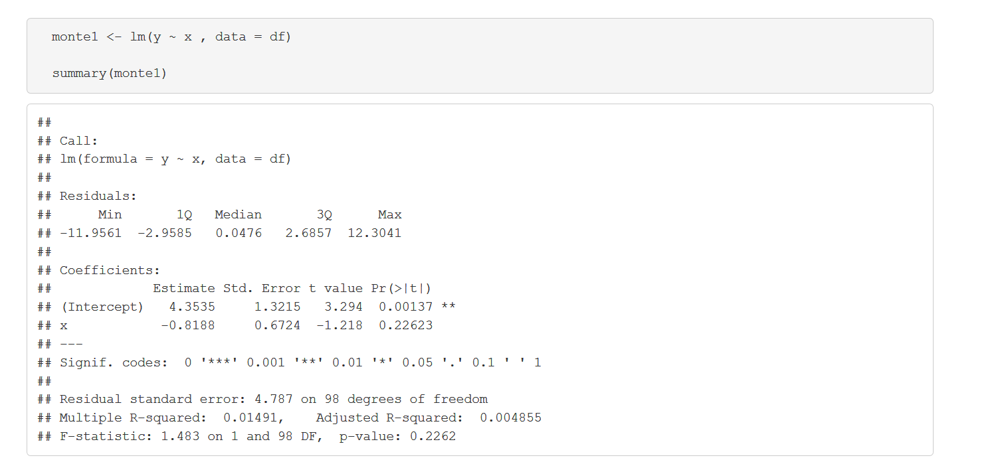 monte1 <- lm(y ~ x , data = df)
summary(monte1)
##
## Call:
## lm(formula = y ~ x, data = df)
##
## Residuals:
##      Min       1Q   Median       3Q      Max
## -11.9561  -2.9585   0.0476   2.6857  12.3041
##
## Coefficients:
##             Estimate Std. Error t value Pr(>|t|)
## (Intercept)   4.3535     1.3215   3.294  0.00137 **
## x            -0.8188     0.6724  -1.218  0.22623
## ---
## Signif. codes:  0 '***' 0.001 '**' 0.01 '*' 0.05 '.' 0.1 ' ' 1
##
## Residual standard error: 4.787 on 98 degrees of freedom
## Multiple R-squared:  0.01491,    Adjusted R-squared:  0.004855
## F-statistic: 1.483 on 1 and 98 DF,  p-value: 0.2262